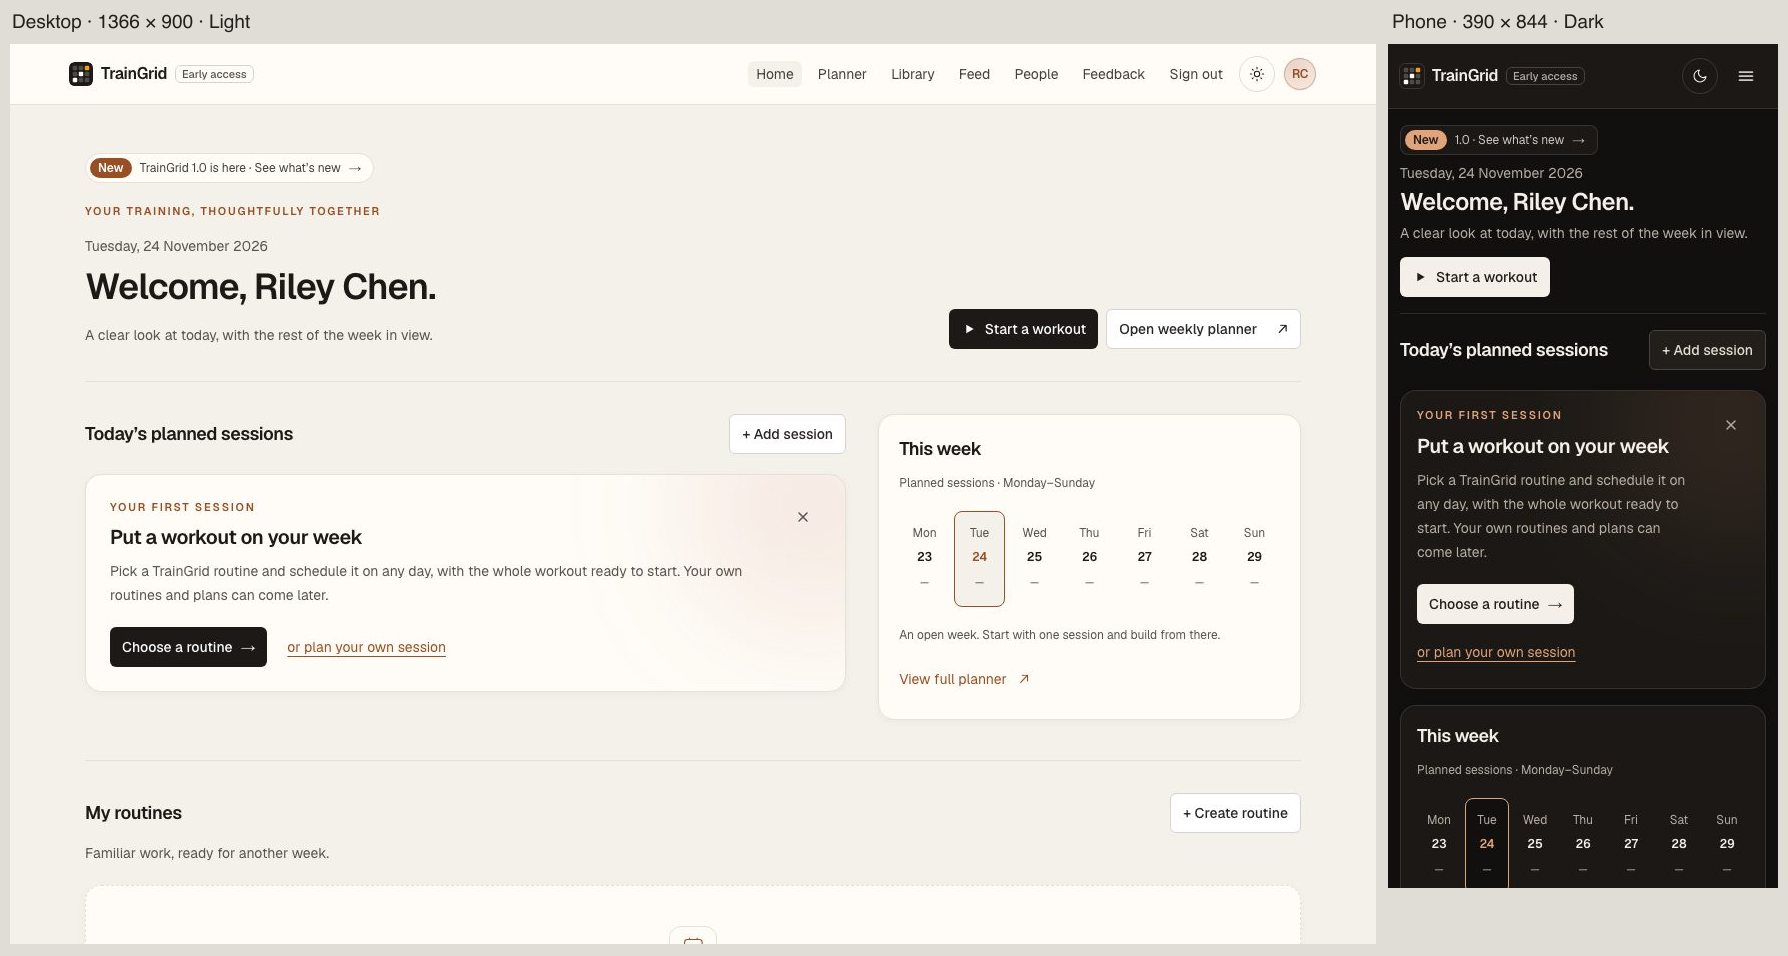 Desktop · 1366 × 900 · Light
TrainGrid
Early access
Home
Planner
Library
Feed
People
Feedback
Sign out
RC
New
TrainGrid 1.0 is here · See what's new →
YOUR TRAINING, THOUGHTFULLY TOGETHER
Tuesday, 24 November 2026
Welcome, Riley Chen.
A clear look at today, with the rest of the week in view.
Start a workout
Open weekly planner
Today's planned sessions
+ Add session
YOUR FIRST SESSION
Put a workout on your week
Pick a TrainGrid routine and schedule it on any day, with the whole workout ready to start. Your own
routines and plans can come later.
Choose a routine →
or plan your own session
This week
Planned sessions · Monday–Sunday
Mon Tue Wed Thu Fri Sat Sun
23 24 25 26 27 28 29
– – – – – – –
An open week. Start with one session and build from there.
View full planner
My routines
+ Create routine
Familiar work, ready for another week.
Phone · 390 × 844 · Dark
TrainGrid
Early access
New
1.0 · See what's new →
Tuesday, 24 November 2026
Welcome, Riley Chen.
A clear look at today, with the rest of the week in view.
Start a workout
Today's planned sessions
+ Add session
YOUR FIRST SESSION
Put a workout on your week
Pick a TrainGrid routine and schedule it on
any day, with the whole workout ready to
start. Your own routines and plans can
come later.
Choose a routine →
or plan your own session
This week
Planned sessions · Monday–Sunday
Mon Tue Wed Thu Fri Sat Sun
23 24 25 26 27 28 29
– – – – – – –